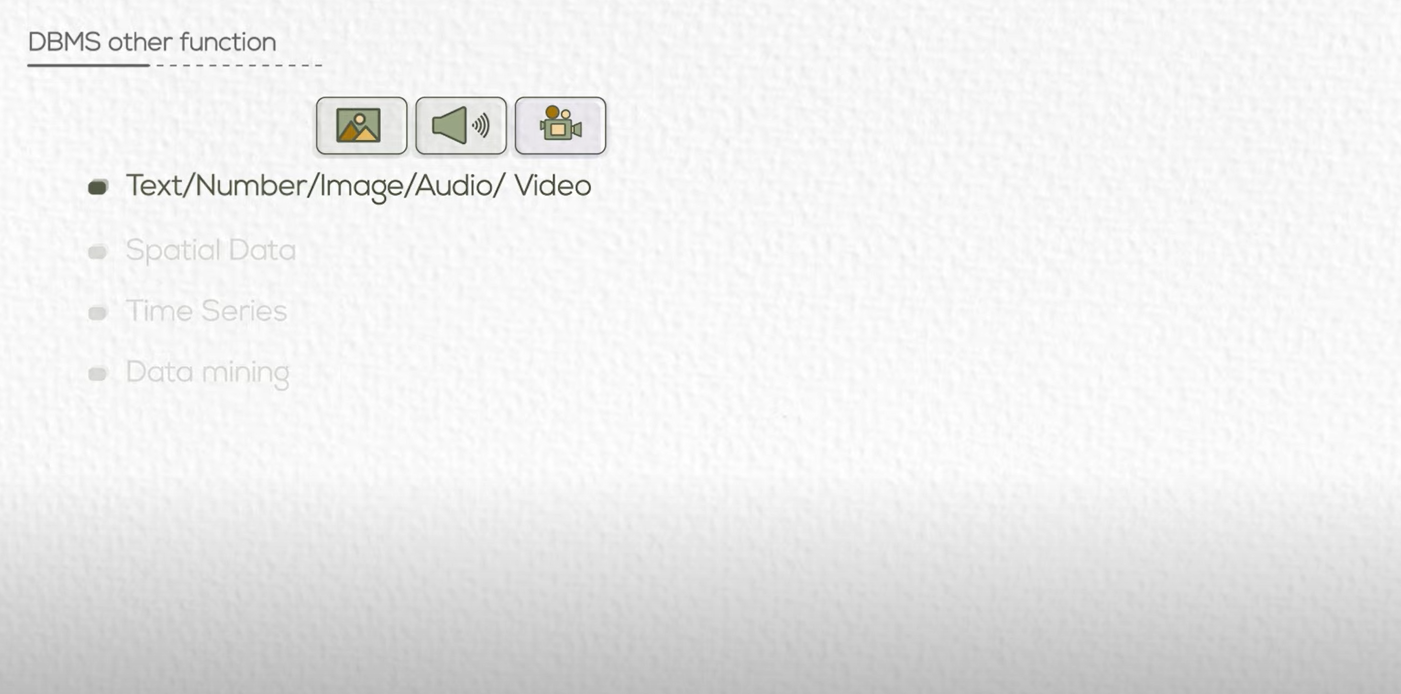 DBMS other function
Text/Number/Image/Audio/ Video
Spatial Data
Time Series
Data mining